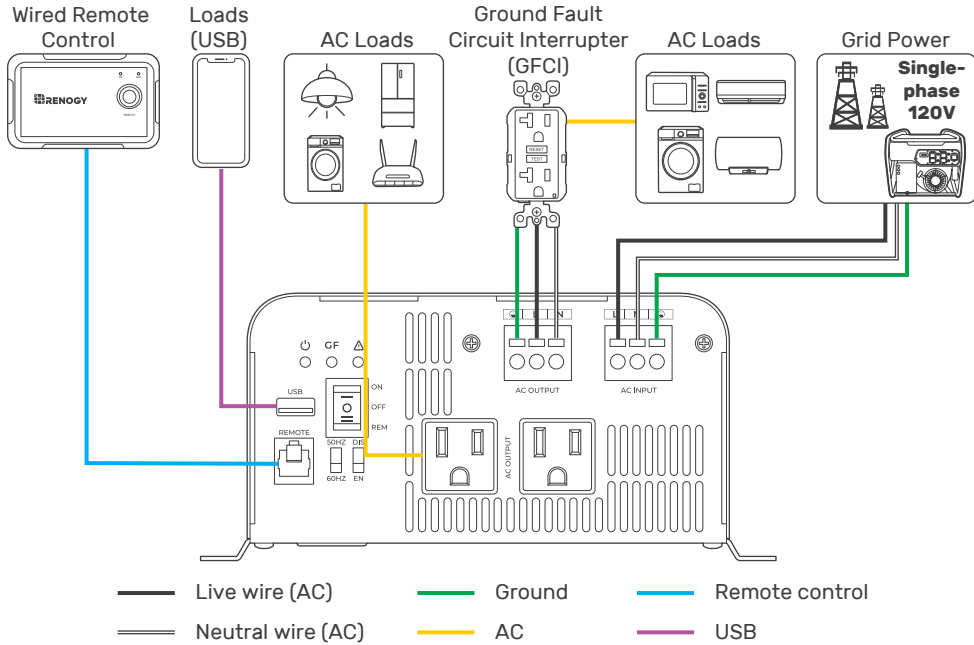 Wired Remote
Control
Loads
(USB)
AC Loads
Ground Fault
Circuit Interrupter
(GFCI)
AC Loads
Grid Power
Single-
phase
120V
RENOGY
RESET
TEST
L N
L N
AC OUTPUT
AC INPUT
GF
USB
ON
OFF
REM
REMOTE
50HZ DIS
60HZ EN
AC OUTPUT
Live wire (AC)
Ground
Remote control
Neutral wire (AC)
AC
USB